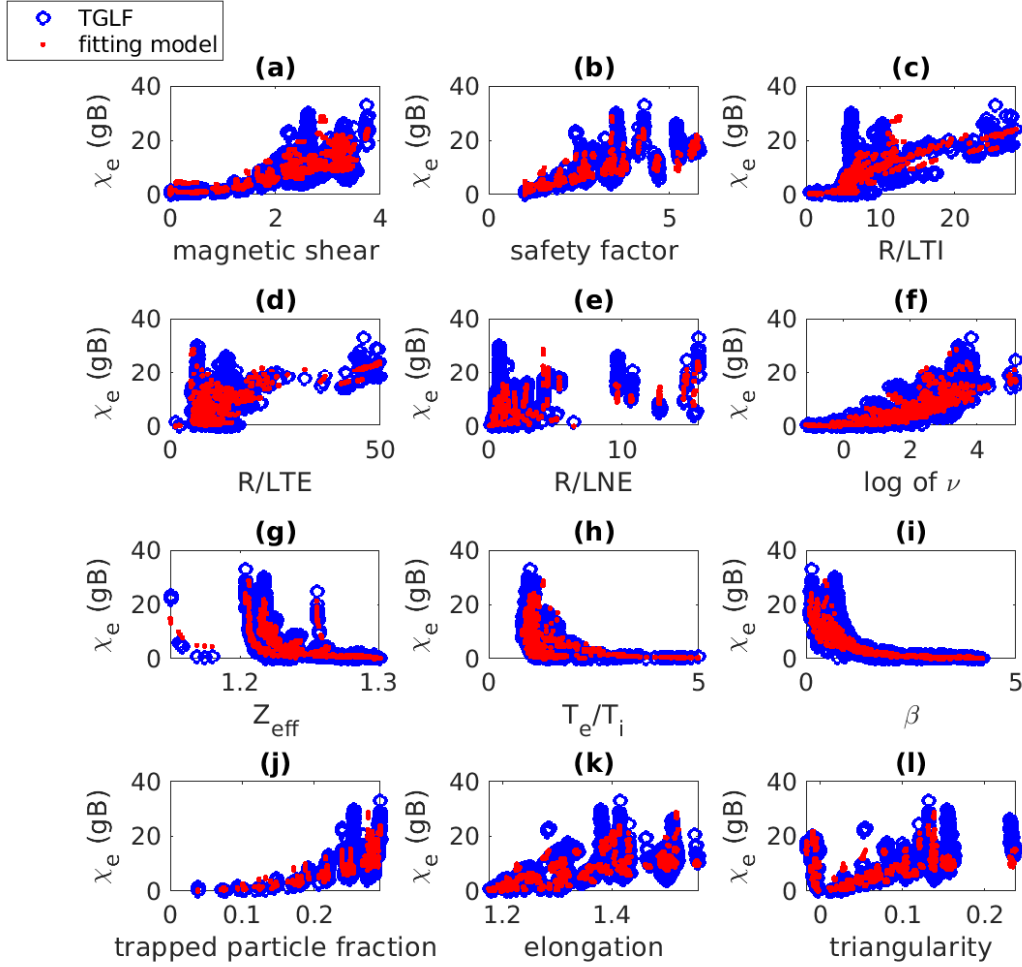 TGLF
fitting model
(a)
χe (gB)
40
20
0
0 2 4
magnetic shear
(b)
χe (gB)
40
20
0
0 5
safety factor
(c)
χe (gB)
40
20
0
0 10 20
R/LTI
(d)
χe (gB)
40
20
0
0 50
R/LTE
(e)
χe (gB)
40
20
0
0 10
R/LNE
(f)
χe (gB)
40
20
0
0 2 4
log of ν
(g)
χe (gB)
40
20
0
1.2 1.3
Zeff
(h)
χe (gB)
40
20
0
0 5
Te/Ti
(i)
χe (gB)
40
20
0
0 5
β
(j)
χe (gB)
40
20
0
0 0.1 0.2
trapped particle fraction
(k)
χe (gB)
40
20
0
1.2 1.4
elongation
(l)
χe (gB)
40
20
0
0 0.1 0.2
triangularity